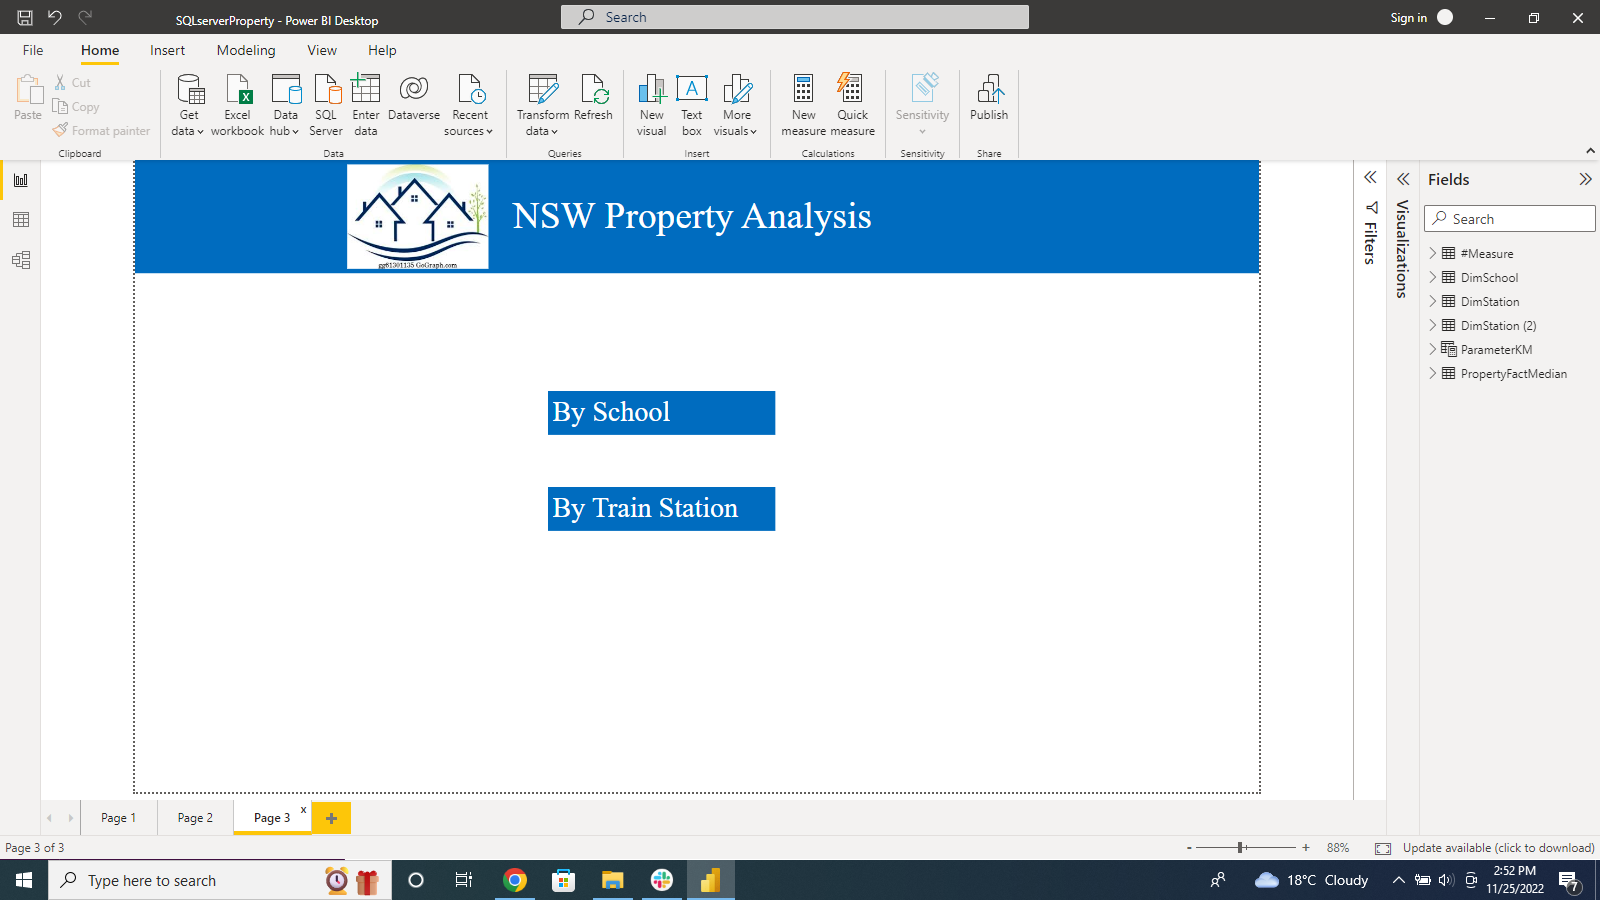 SQLserverProperty - Power BI Desktop
Search
Sign in
File
Home
Insert
Modeling
View
Help
Paste
Cut
Copy
Format painter
Clipboard
Get data
Excel workbook
Data hub
SQL Server
Enter data
Dataverse
Recent sources
Data
Transform data
Refresh
Queries
New visual
Text box
More visuals
Insert
New measure
Quick measure
Calculations
Sensitivity
Sensitivity
Publish
Share
gg61301135 GoGraph.com
NSW Property Analysis
By School
By Train Station
Filters
Visualizations
Fields
Search
#Measure
DimSchool
DimStation
DimStation (2)
ParameterKM
PropertyFactMedian
Page 1
Page 2
Page 3
x
Page 3 of 3
- + 88%
Update available (click to download)
Type here to search
18°C Cloudy
2:52 PM
11/25/2022
7